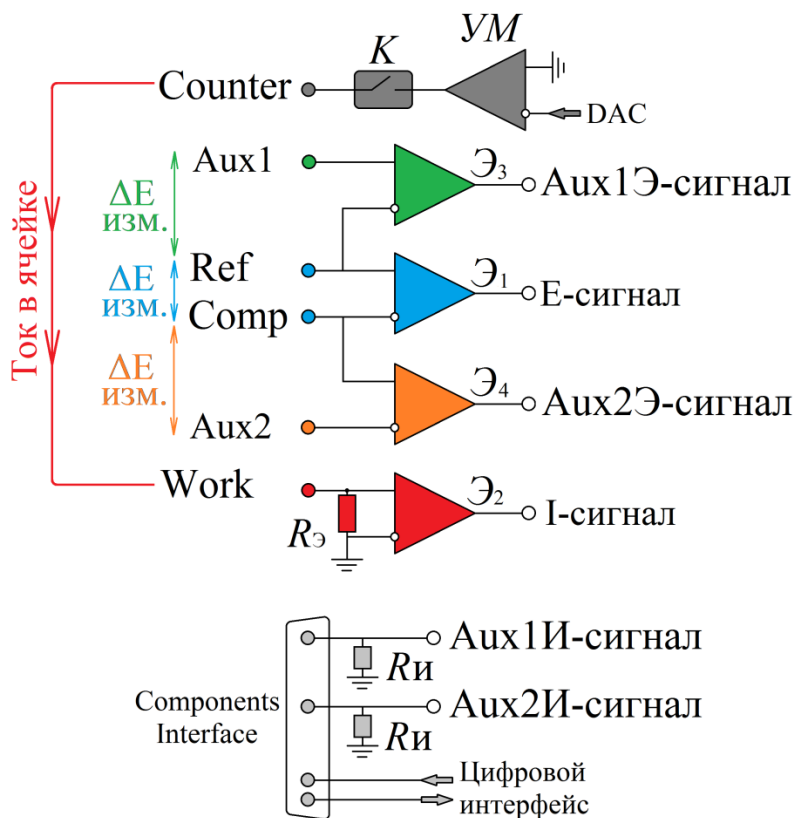 УМ
K
Counter
DAC
Aux1
Э3
Aux1Э-сигнал
ΔE
изм.
Ref
Э1
E-сигнал
ΔE
изм.
Comp
Ток в ячейке
ΔE
изм.
Э4
Aux2Э-сигнал
Aux2
Work
Э2
I-сигнал
RЭ
Aux1И-сигнал
Rи
Components
Interface
Aux2И-сигнал
Rи
Цифровой
интерфейс